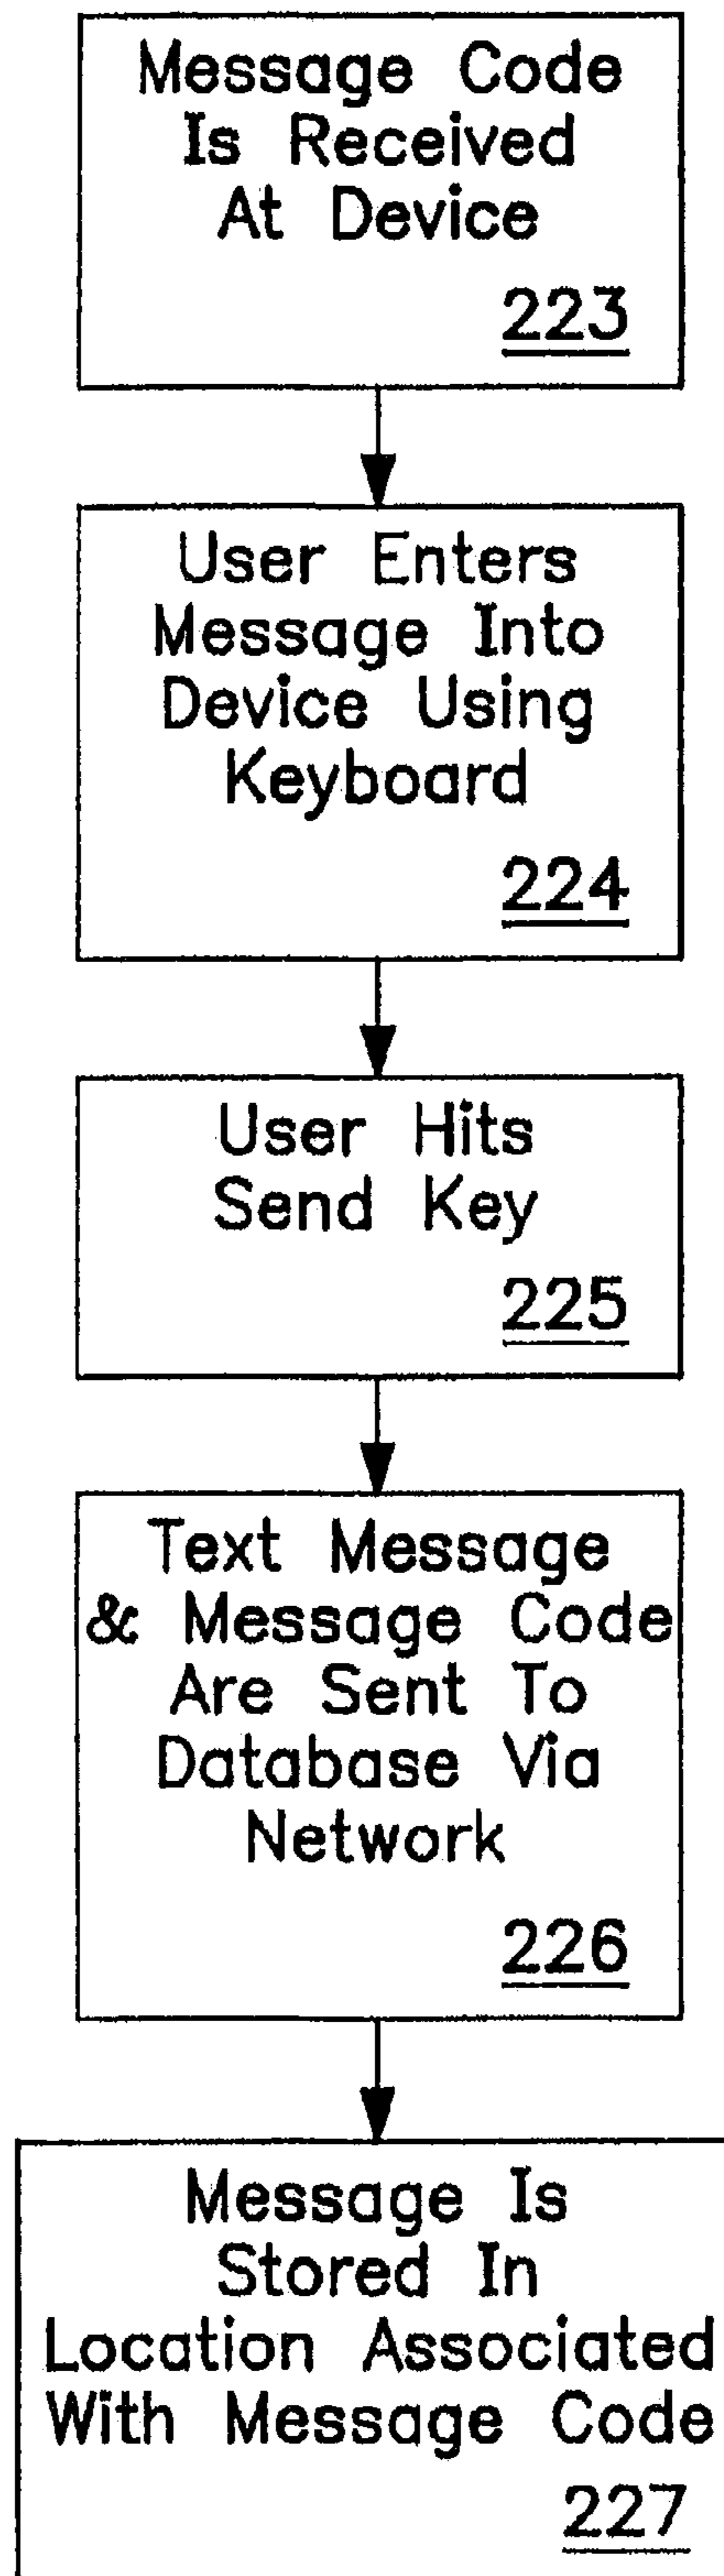 Message Code
Is Received
At Device
223
User Enters
Message Into
Device Using
Keyboard
224
User Hits
Send Key
225
Text Message
& Message Code
Are Sent To
Database Via
Network
226
Message Is
Stored In
Location Associated
With Message Code
227